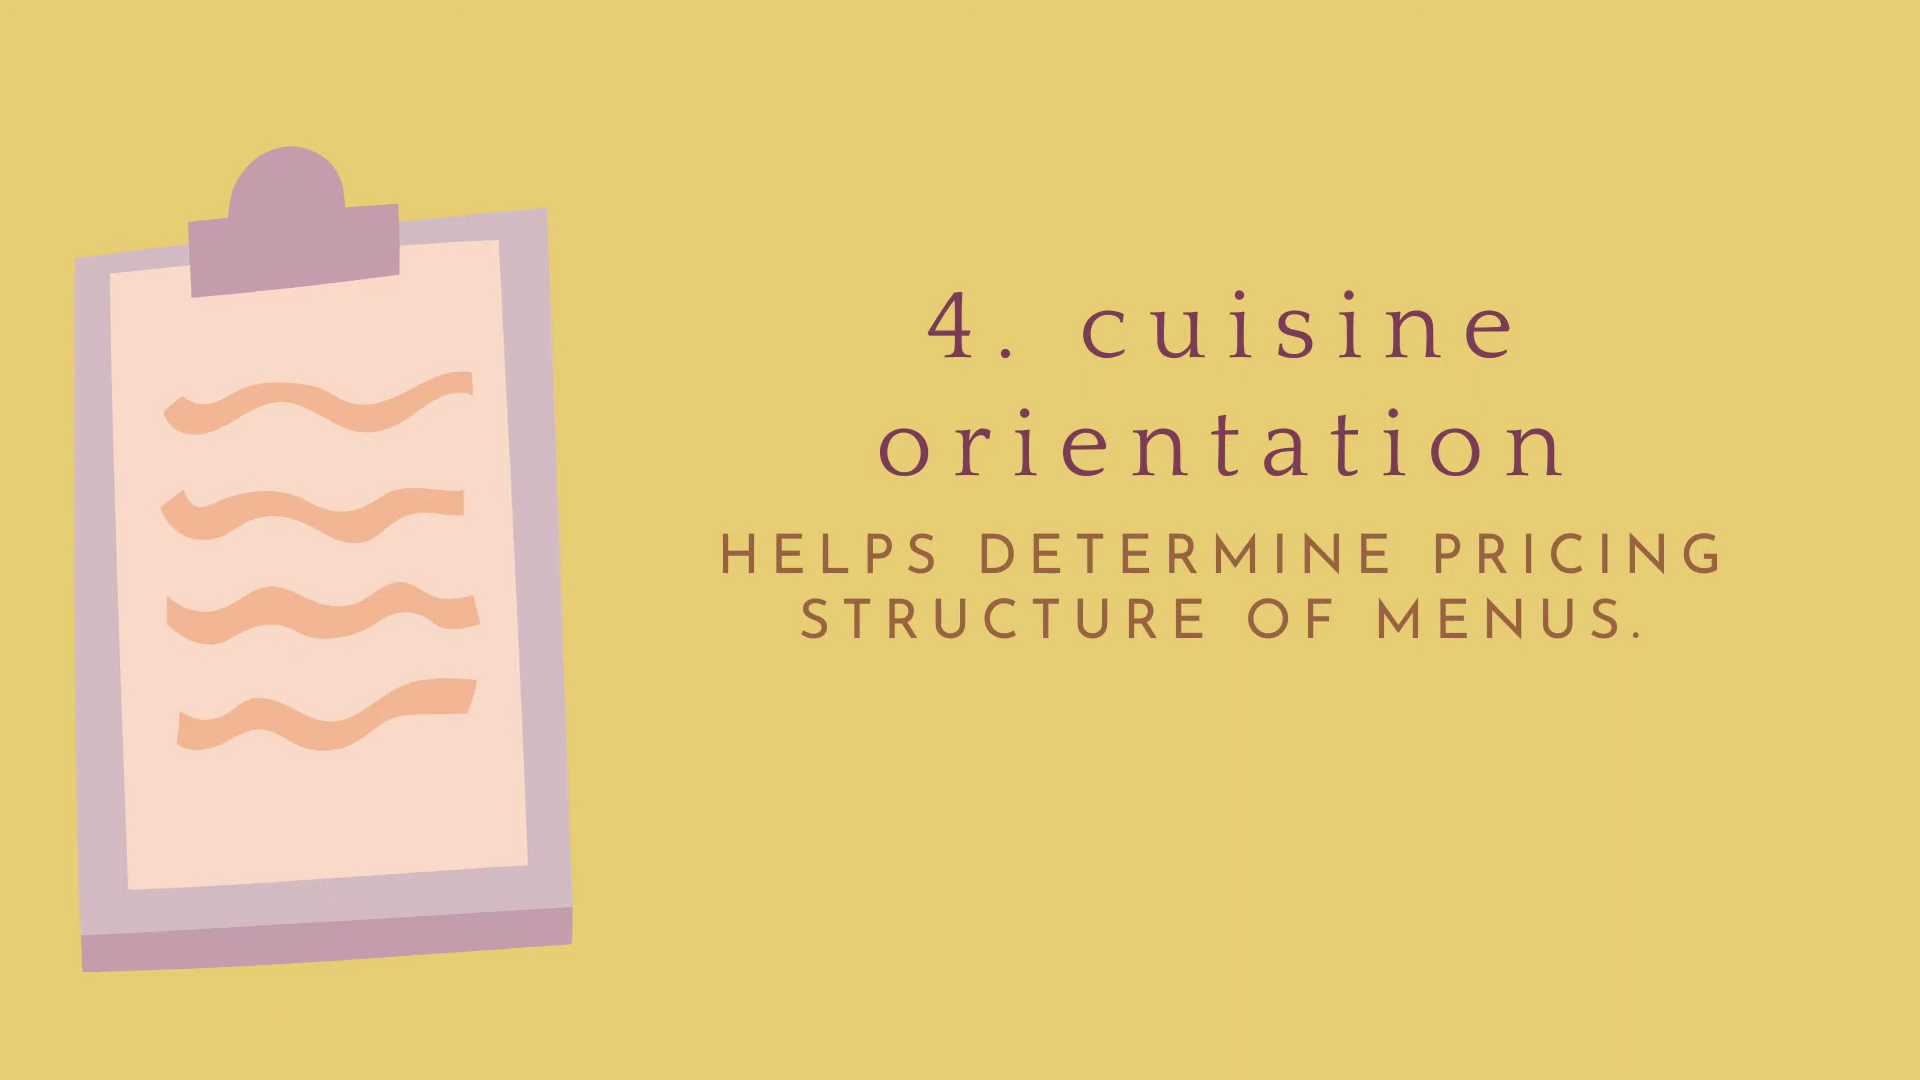 4. cuisine
orientation
HELPS DETERMINE PRICING
STRUCTURE OF MENUS.